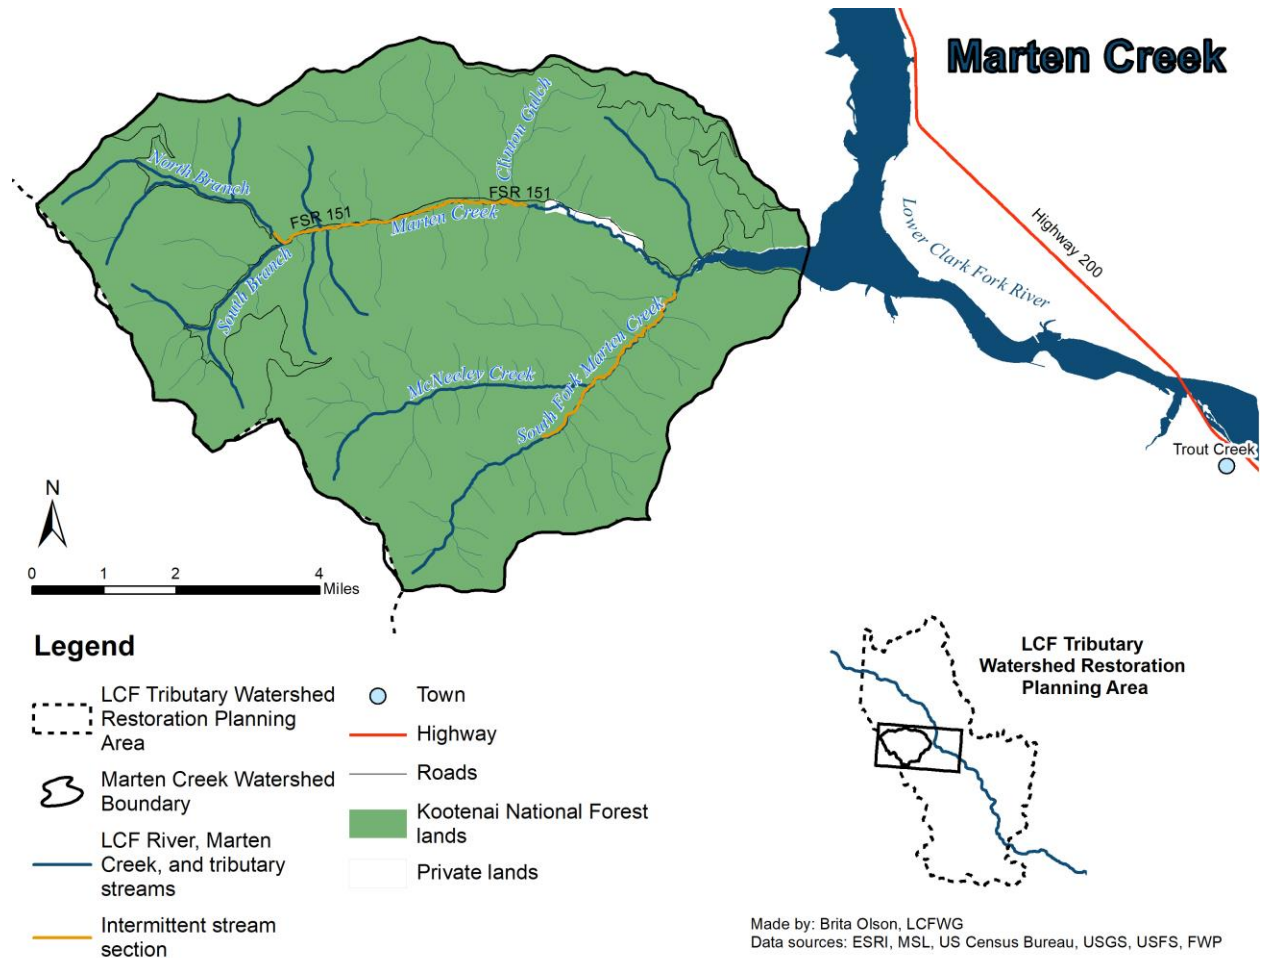 Marten Creek
Clinton Gulch
North Branch
FSR 151
FSR 151
Marten Creek
South Branch
Lower Clark Fork River
Highway 200
South Fork Marten Creek
McNeeley Creek
Trout Creek
N
0 1 2 4
Miles
Legend
LCF Tributary Watershed
Restoration Planning
Area
Marten Creek Watershed
Boundary
LCF River, Marten
Creek, and tributary
streams
Intermittent stream
section
Town
Highway
Roads
Kootenai National Forest
lands
Private lands
LCF Tributary
Watershed Restoration
Planning Area
Made by: Brita Olson, LCFWG
Data sources: ESRI, MSL, US Census Bureau, USGS, USFS, FWP